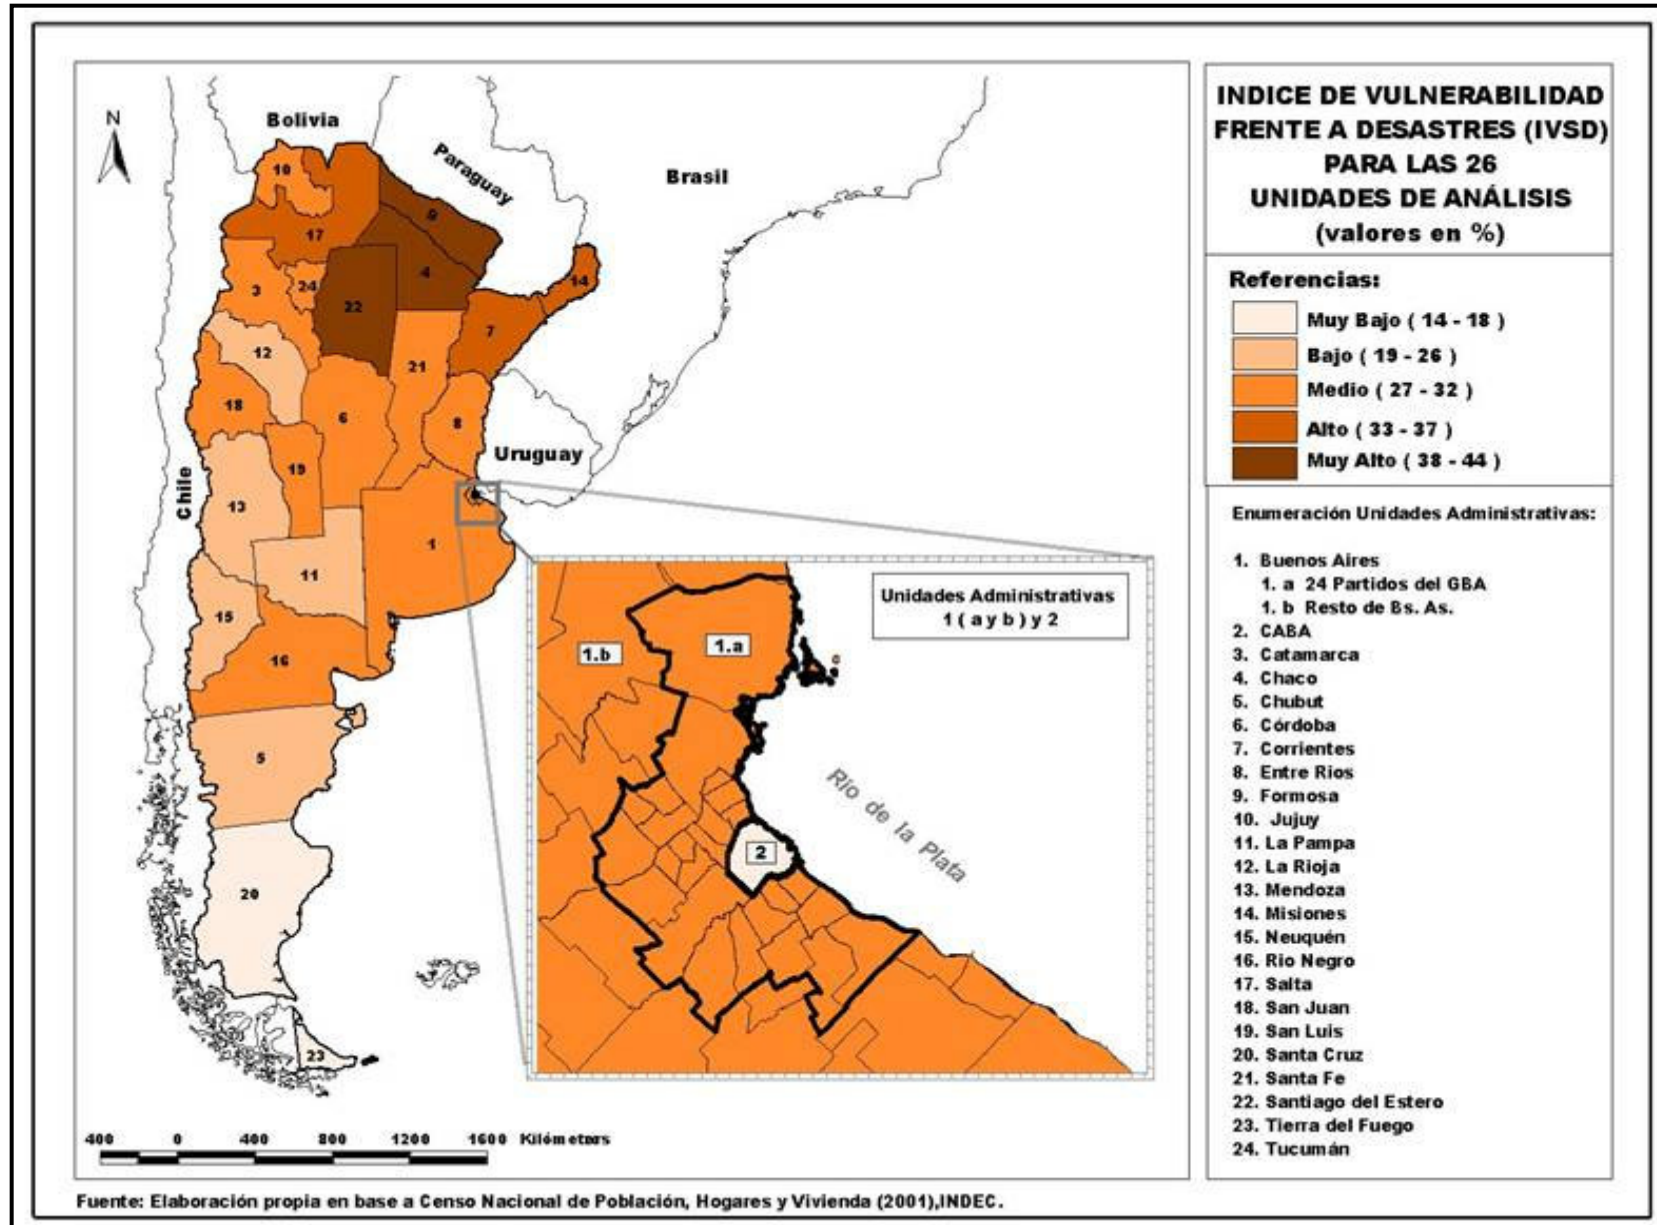 INDICE DE VULNERABILIDAD
FRENTE A DESASTRES (IVSD)
PARA LAS 26
UNIDADES DE ANÁLISIS
(valores en %)
Referencias:
Muy Bajo ( 14 - 18 )
Bajo ( 19 - 26 )
Medio ( 27 - 32 )
Alto ( 33 - 37 )
Muy Alto ( 38 - 44 )
Enumeración Unidades Administrativas:
1. Buenos Aires
1. a 24 Partidos del GBA
1. b Resto de Bs. As.
2. CABA
3. Catamarca
4. Chaco
5. Chubut
6. Córdoba
7. Corrientes
8. Entre Rios
9. Formosa
10. Jujuy
11. La Pampa
12. La Rioja
13. Mendoza
14. Misiones
15. Neuquén
16. Rio Negro
17. Salta
18. San Juan
19. San Luis
20. Santa Cruz
21. Santa Fe
22. Santiago del Estero
23. Tierra del Fuego
24. Tucumán
N
Bolivia
Paraguay
Brasil
Uruguay
Chile
10
9
17
4
14
3
24
22
7
12
21
18
6
8
19
13
1
11
15
16
5
20
23
Unidades Administrativas
1 ( a y b ) y 2
1.b
1.a
2
Río de la Plata
400 0 400 800 1200 1600 Kilómetors
Fuente: Elaboración propia en base a Censo Nacional de Población, Hogares y Vivienda (2001),INDEC.